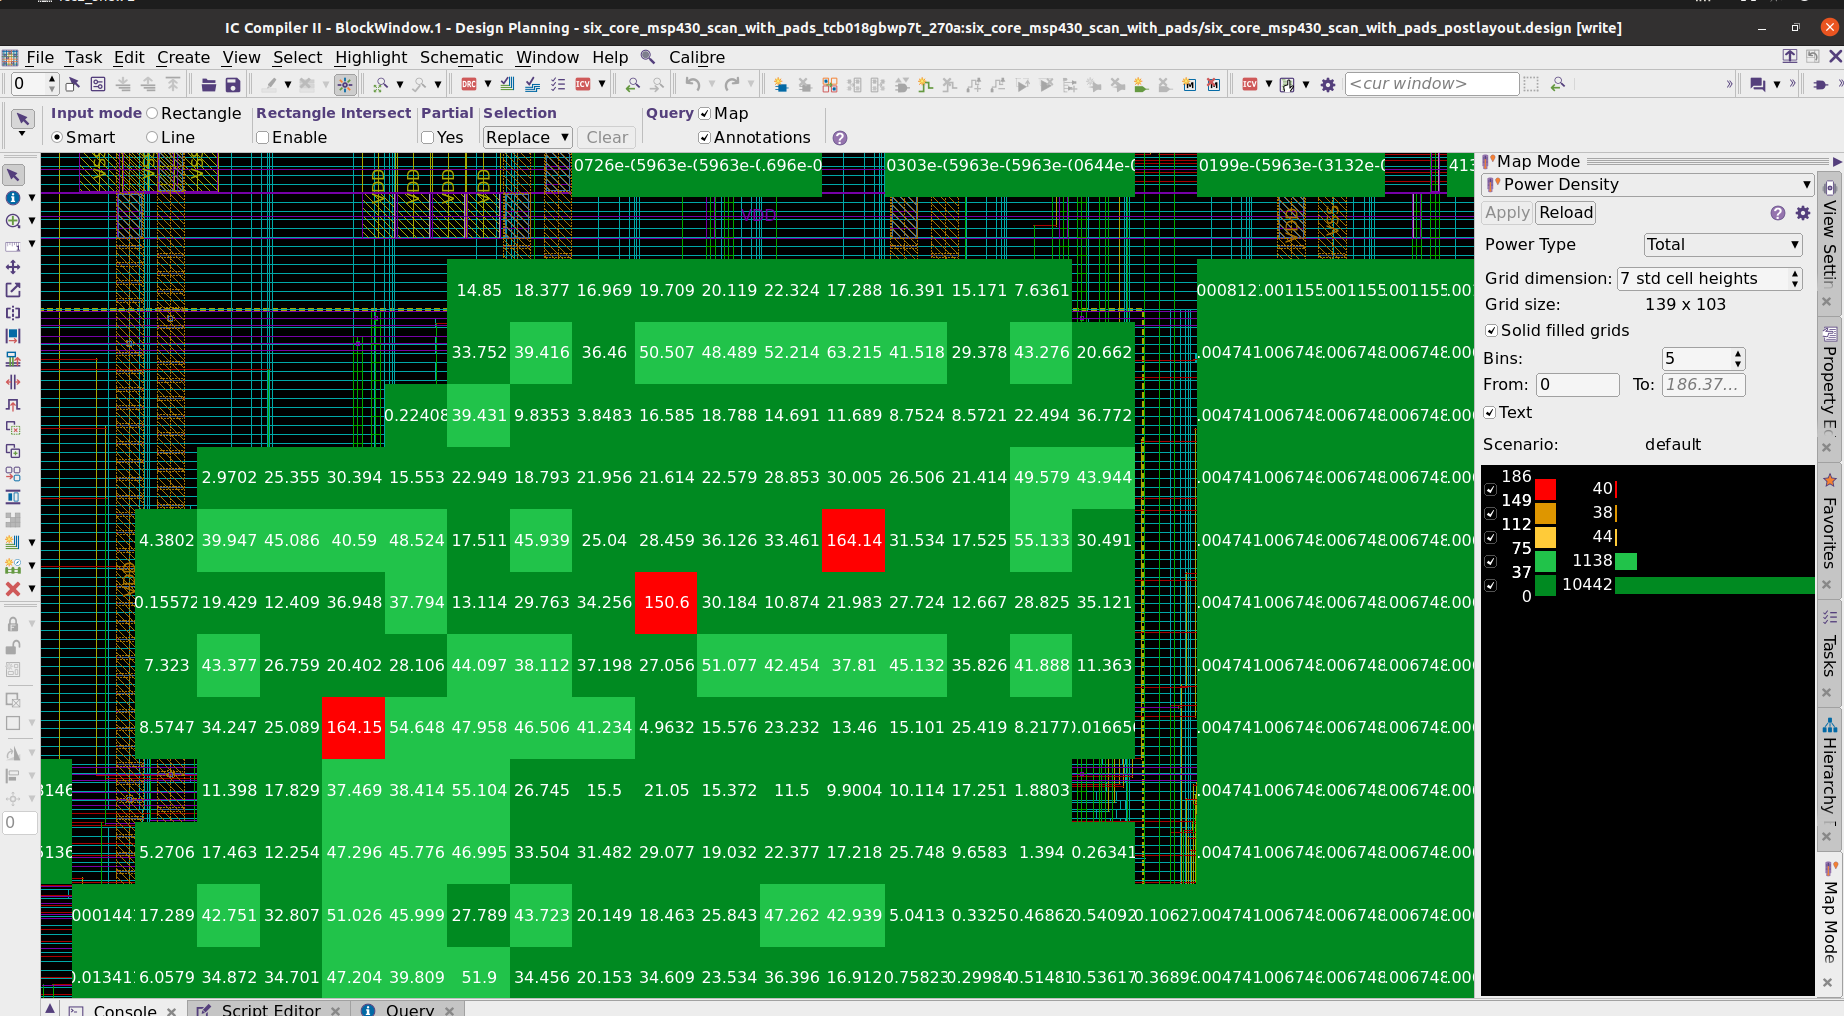 IC Compiler II - BlockWindow.1 - Design Planning - six_core_msp430_scan_with_pads_tcb018gbwp7t_270a:six_core_msp430_scan_with_pads/six_core_msp430_scan_with_pads_postlayout.design [write]
File Task Edit Create View Select Highlight Schematic Window Help Calibre
0 <cur window>
Input mode Rectangle Rectangle Intersect Partial Selection Query Map
Smart Line Enable Yes Replace Clear Annotations
Map Mode
Power Density
Apply Reload
Power Type Total
Grid dimension: 7 std cell heights
Grid size: 139 x 103
Solid filled grids
Bins: 5
From: 0 To: 186.37...
Text
Scenario: default
186
40
149
38
112
44
75
1138
37
10442
0
View Settin
Property E
Favorites
Tasks
Hierarchy
Map Mode
VDD VDD VDD VDD
VDD
VDD
0726e-( 5963e-( 5963e-( .696e-0 0303e-( 5963e-( 5963e-( 0644e-( 0199e-( 5963e-( 3132e-( 413
14.85 18.377 16.969 19.709 20.119 22.324 17.288 16.391 15.171 7.6361 000812 .001155 .001155 .001155 .00
33.752 39.416 36.46 50.507 48.489 52.214 63.215 41.518 29.378 43.276 20.662 .004741 .006748 .006748 .006748 .00
0.22408 39.431 9.8353 3.8483 16.585 18.788 14.691 11.689 8.7524 8.5721 22.494 36.772 .004741 .006748 .006748 .006748 .00
2.9702 25.355 30.394 15.553 22.949 18.793 21.956 21.614 22.579 28.853 30.005 26.506 21.414 49.579 43.944 .004741 .006748 .006748 .006748 .00
4.3802 39.947 45.086 40.59 48.524 17.511 45.939 25.04 28.459 36.126 33.461 164.14 31.534 17.525 55.133 30.491 .004741 .006748 .006748 .006748 .00
0.15572 19.429 12.409 36.948 37.794 13.114 29.763 34.256 150.6 30.184 10.874 21.983 27.724 12.667 28.825 35.121 .004741 .006748 .006748 .006748 .00
7.323 43.377 26.759 20.402 28.106 44.097 38.112 37.198 27.056 51.077 42.454 37.81 45.132 35.826 41.888 11.363 .004741 .006748 .006748 .006748 .00
8.5747 34.247 25.089 164.15 54.648 47.958 46.506 41.234 4.9632 15.576 23.232 13.46 15.101 25.419 8.2177 0.01665 .004741 .006748 .006748 .006748 .00
146 11.398 17.829 37.469 38.414 55.104 26.745 15.5 21.05 15.372 11.5 9.9004 10.114 17.251 1.8803 .004741 .006748 .006748 .006748 .00
136 5.2706 17.463 12.254 47.296 45.776 46.995 33.504 31.482 29.077 19.032 22.377 17.218 25.748 9.6583 1.394 0.26341 .004741 .006748 .006748 .006748 .00
000144 17.289 42.751 32.807 51.026 45.999 27.789 43.723 20.149 18.463 25.843 47.262 42.939 5.0413 0.3325 0.46862 0.54092 0.10627 .004741 .006748 .006748 .006748 .00
0.01341 6.0579 34.872 34.701 47.204 39.809 51.9 34.456 20.153 34.609 23.534 36.396 16.912 0.75823 0.29984 0.51481 0.53617 0.36896 .004741 .006748 .006748 .006748 .00
0
Console Script Editor Query